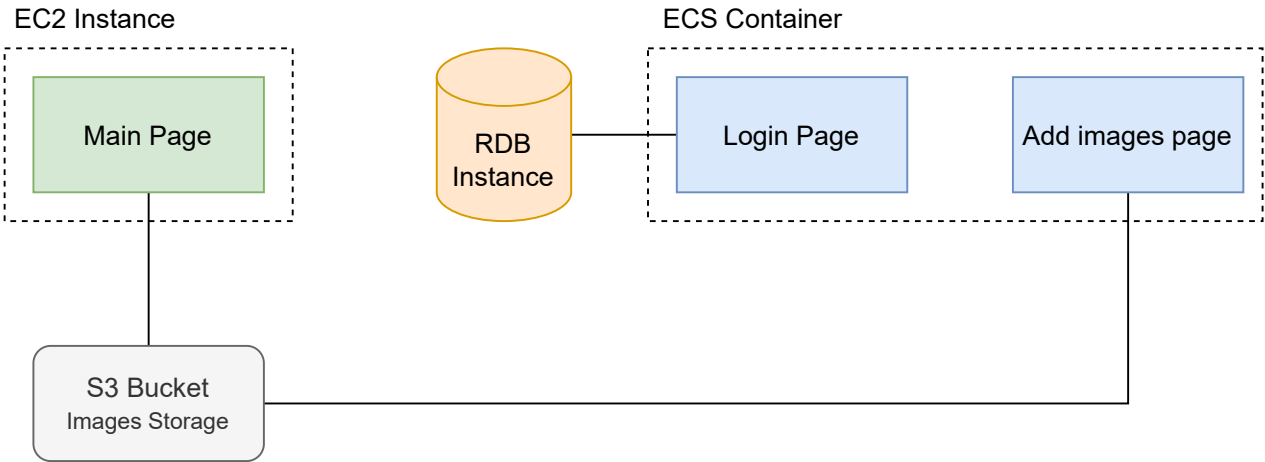 EC2 Instance
ECS Container
Main Page
RDB
Instance
Login Page
Add images page
S3 Bucket
Images Storage